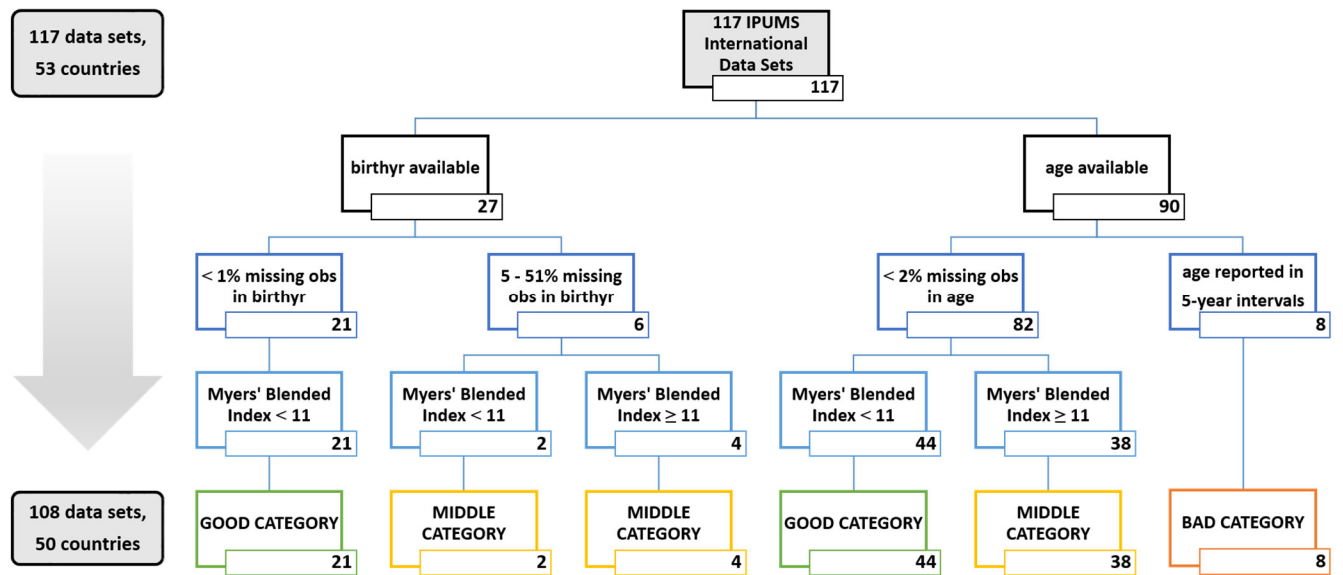 117 data sets,
53 countries
117 IPUMS
International
Data Sets
117
birthyr available
27
age available
90
< 1% missing obs
in birthyr
21
5 - 51% missing
obs in birthyr
6
< 2% missing obs
in age
82
age reported in
5-year intervals
8
Myers' Blended
Index < 11
21
Myers' Blended
Index < 11
2
Myers' Blended
Index ≥ 11
4
Myers' Blended
Index < 11
44
Myers' Blended
Index ≥ 11
38
108 data sets,
50 countries
GOOD CATEGORY
21
MIDDLE
CATEGORY
2
MIDDLE
CATEGORY
4
GOOD CATEGORY
44
MIDDLE
CATEGORY
38
BAD CATEGORY
8